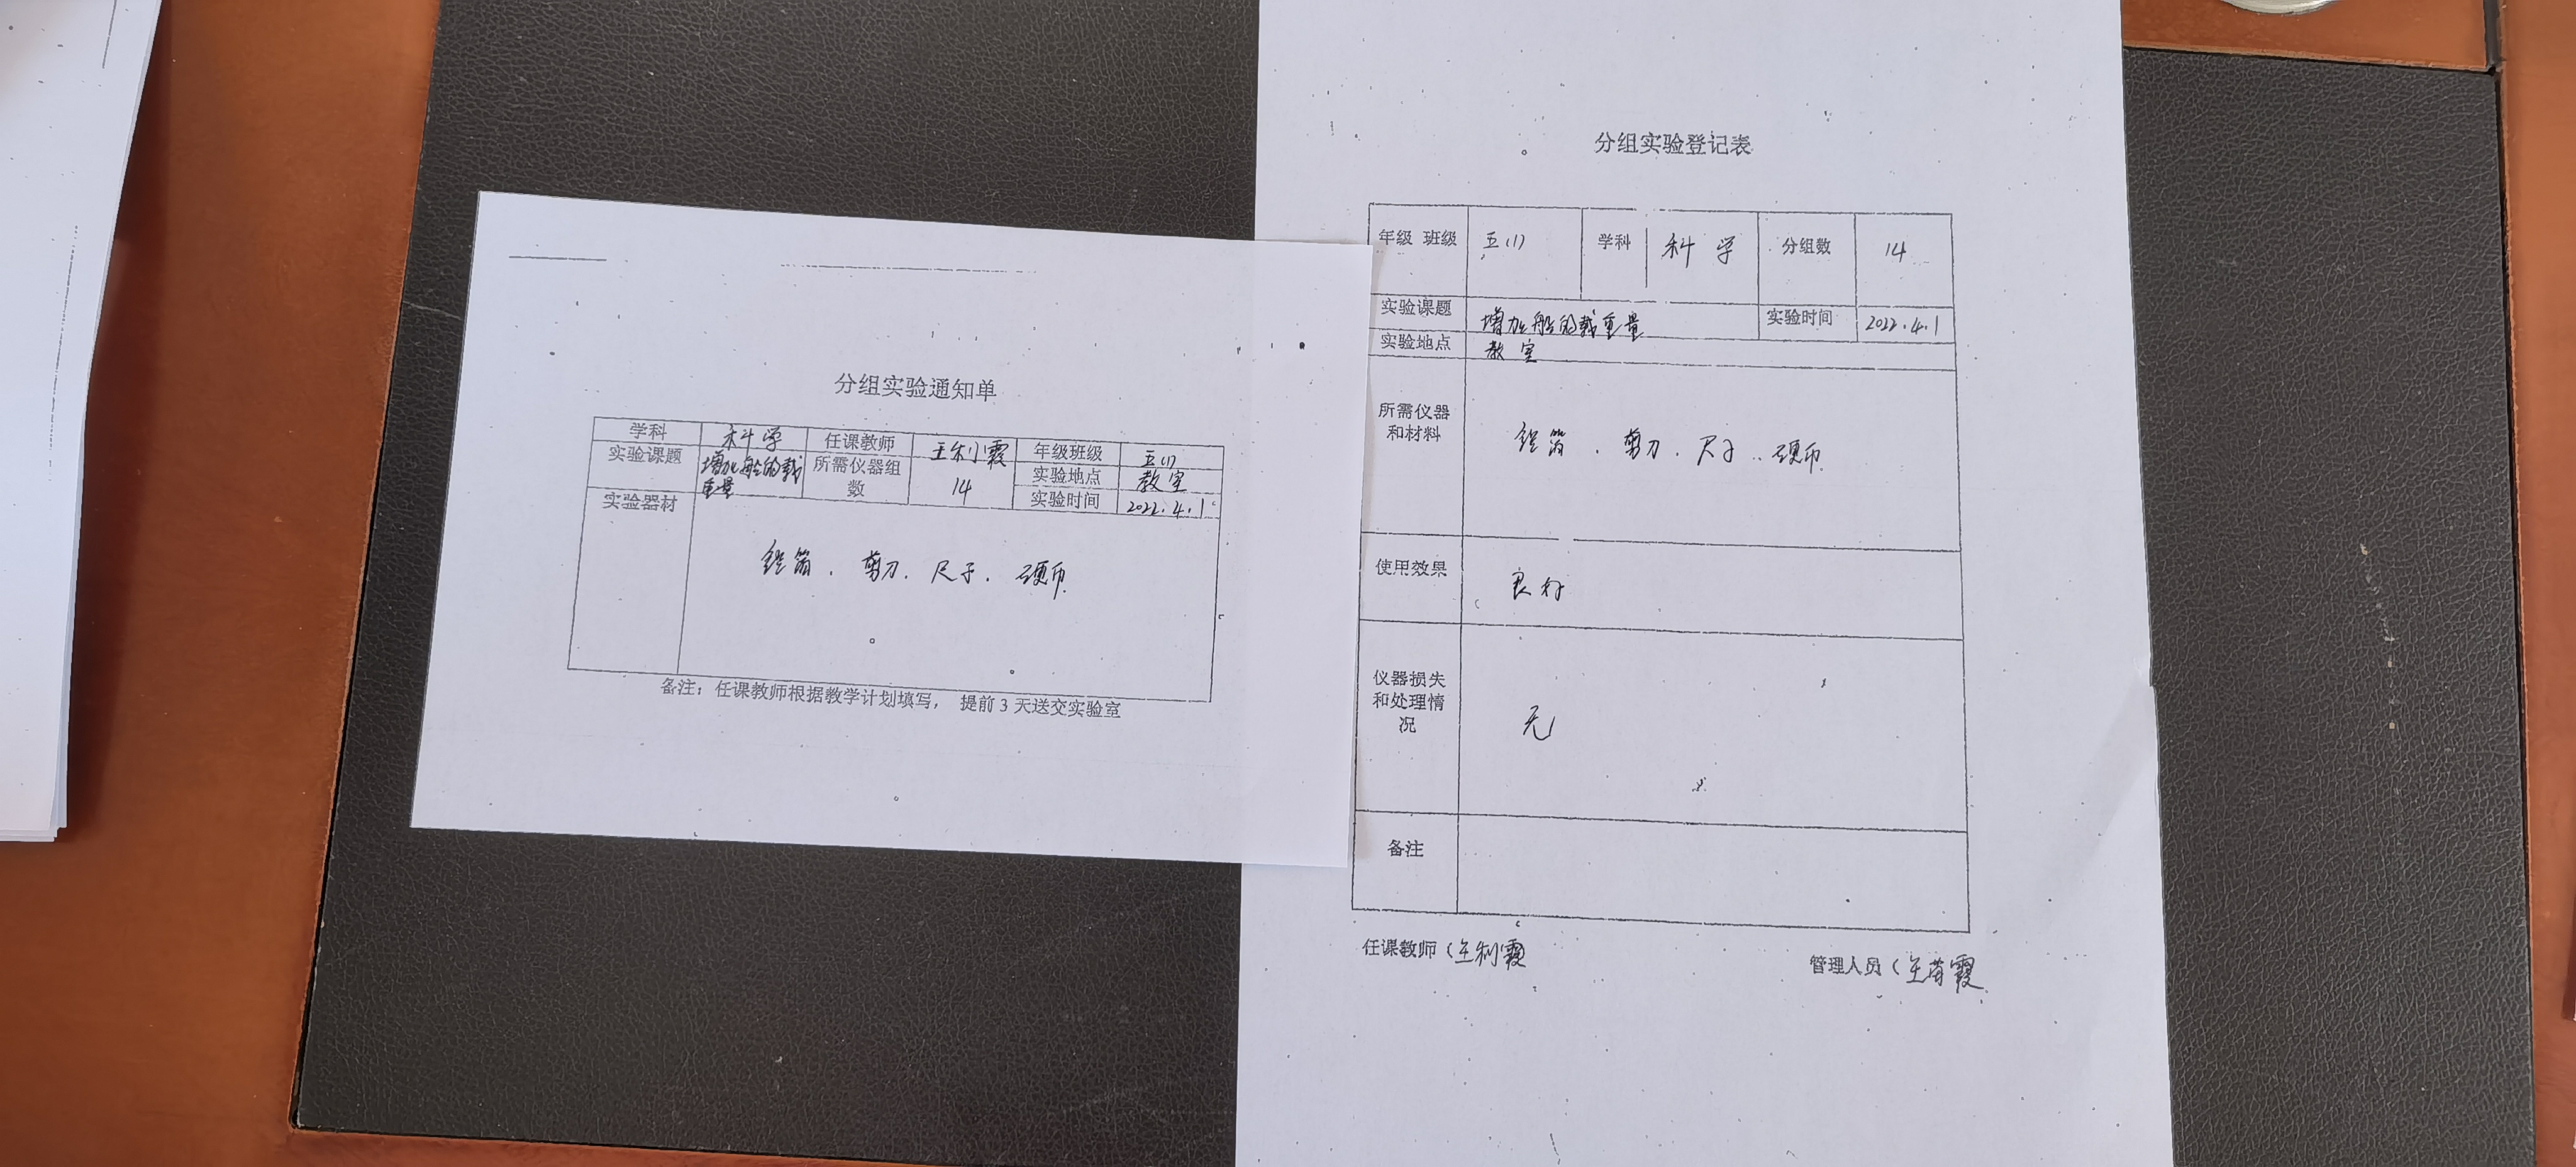 分组实验通知单
学科 科学 任课教师 王利霞 年级班级 五(1)
实验课题 增加船的载重量 所需仪器组数 14 实验地点 教室
实验时间 2022.4.1
实验器材
铝箔、剪刀、尺子、硬币.
备注：任课教师根据教学计划填写， 提前3天送交实验室
分组实验登记表
年级 班级 五(1) 学科 科学 分组数 14
实验课题 增加船的载重量 实验时间 2022.4.1
实验地点 教室
所需仪器和材料 铝箔、剪刀、尺子、硬币.
使用效果 良好
仪器损失和处理情况 无
备注
任课教师（王利霞
管理人员（王 霞